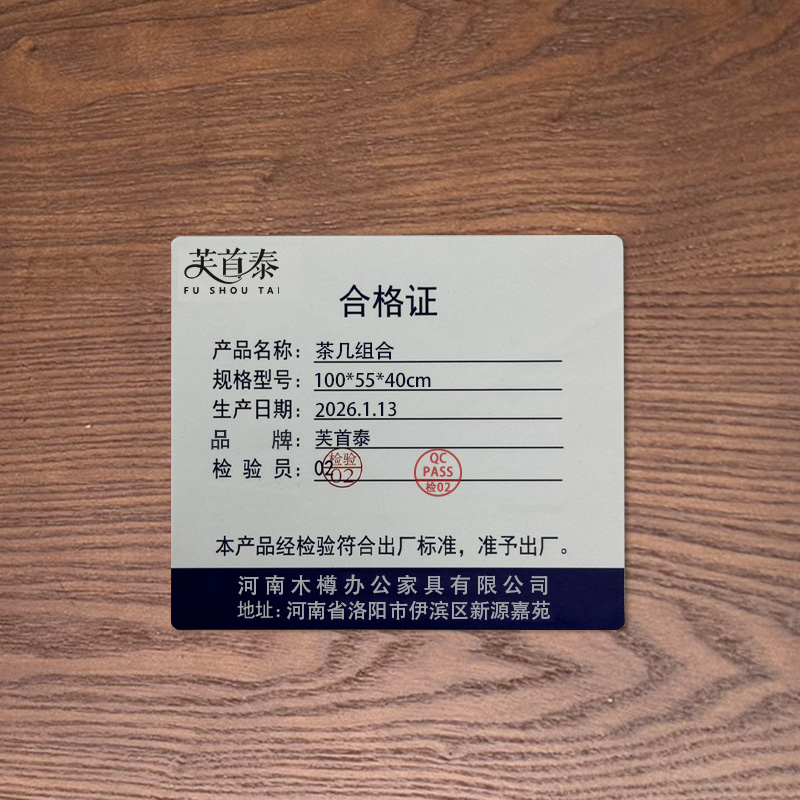 芙首泰
FU SHOU TAI
合格证
产品名称：茶几组合
规格型号：100*55*40cm
生产日期：2026.1.13
品　　牌：芙首泰
检 验 员：02
检验
02
QC
PASS
检02
本产品经检验符合出厂标准，准予出厂。
河南木樽办公家具有限公司
地址：河南省洛阳市伊滨区新源嘉苑